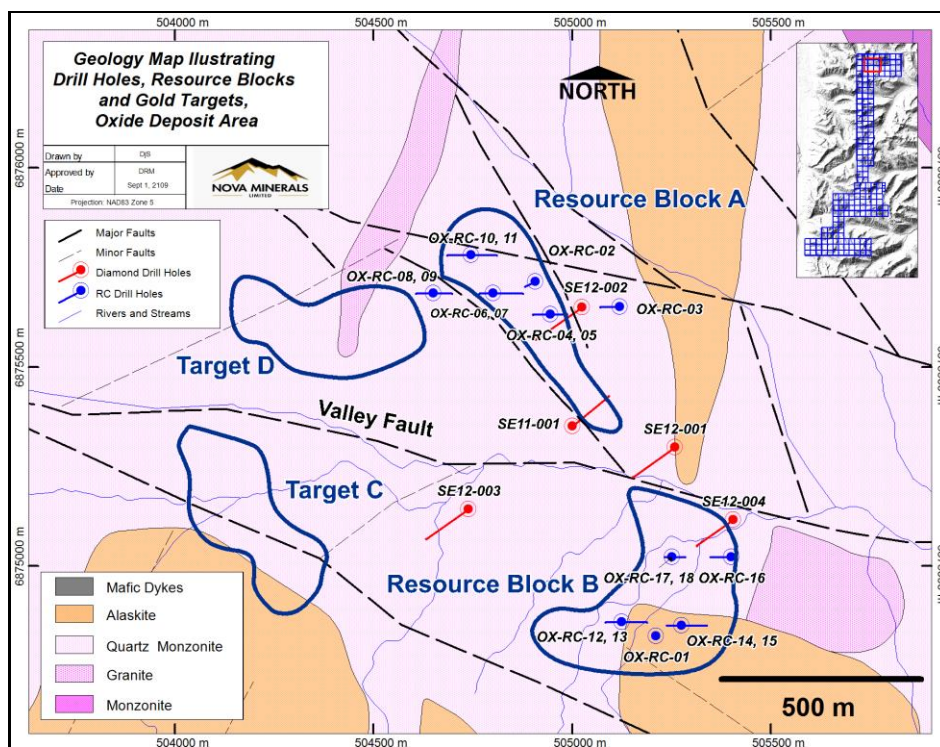 504000 m
504500 m
505000 m
505500 m
Geology Map Ilustrating
Drill Holes, Resource Blocks
and Gold Targets,
Oxide Deposit Area
Drawn by DjS
Approved by DRM
Date Sept 1, 2109
NOVA MINERALS
LIMITED
Projection: NAD83 Zone 5
NORTH
6876000 m
Major Faults
Minor Faults
Diamond Drill Holes
RC Drill Holes
Rivers and Streams
Resource Block A
OX-RC-10, 11
OX-RC-02
OX-RC-08, 09
SE12-002
OX-RC-03
OX-RC-06, 07
OX-RC-04, 05
6875500 m
Target D
Valley Fault
SE11-001
SE12-001
Target C
SE12-003
SE12-004
6875000 m
Resource Block B
OX-RC-17, 18
OX-RC-16
OX-RC-12, 13
OX-RC-14, 15
OX-RC-01
Mafic Dykes
Alaskite
Quartz Monzonite
Granite
Monzonite
500 m
504000 m
504500 m
505000 m
505500 m